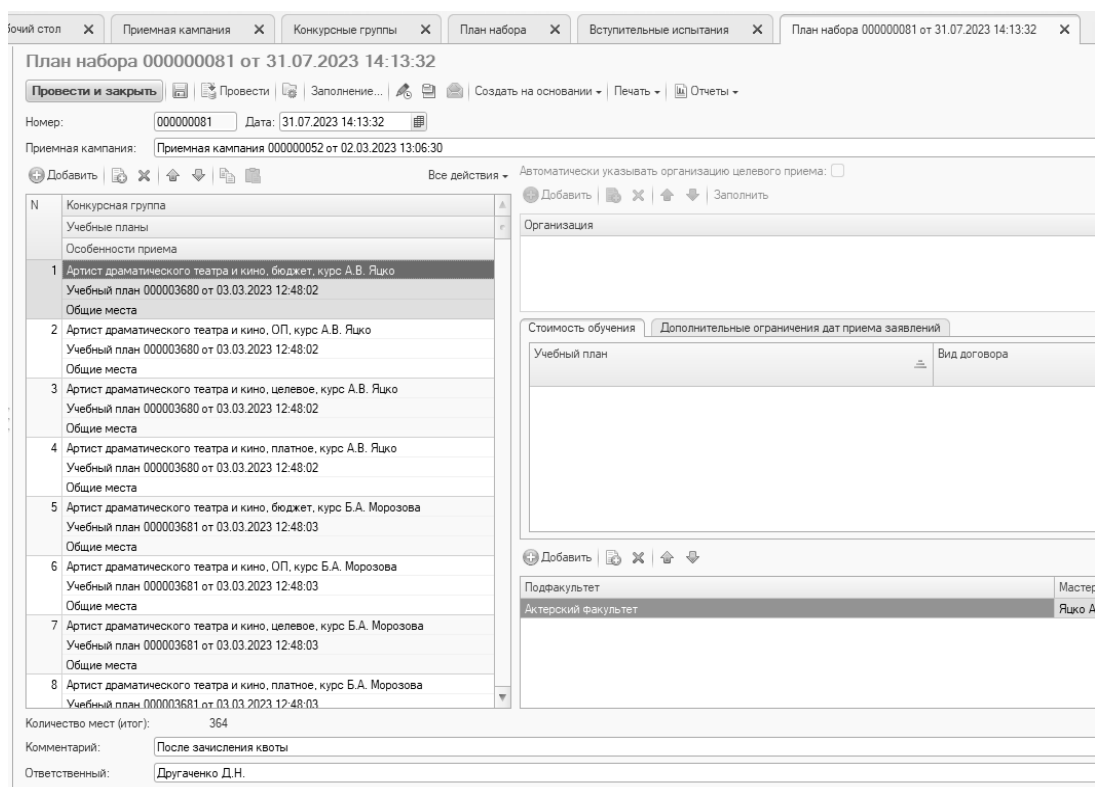 бочий стол
Приемная кампания
Конкурсные группы
План набора
Вступительные испытания
План набора 000000081 от 31.07.2023 14:13:32
План набора 000000081 от 31.07.2023 14:13:32
Провести и закрыть Провести Заполнение... Создать на основании Печать Отчеты
Номер: 000000081 Дата: 31.07.2023 14:13:32
Приемная кампания: Приемная кампания 000000052 от 02.03.2023 13:06:30
Добавить Все действия
N Конкурсная группа
Учебные планы
Особенности приема
1 Артист драматического театра и кино, бюджет, курс А.В. Яцко
Учебный план 000003680 от 03.03.2023 12:48:02
Общие места
2 Артист драматического театра и кино, ОП, курс А.В. Яцко
Учебный план 000003680 от 03.03.2023 12:48:02
Общие места
3 Артист драматического театра и кино, целевое, курс А.В. Яцко
Учебный план 000003680 от 03.03.2023 12:48:02
Общие места
4 Артист драматического театра и кино, платное, курс А.В. Яцко
Учебный план 000003680 от 03.03.2023 12:48:02
Общие места
5 Артист драматического театра и кино, бюджет, курс Б.А. Морозова
Учебный план 000003681 от 03.03.2023 12:48:03
Общие места
6 Артист драматического театра и кино, ОП, курс Б.А. Морозова
Учебный план 000003681 от 03.03.2023 12:48:03
Общие места
7 Артист драматического театра и кино, целевое, курс Б.А. Морозова
Учебный план 000003681 от 03.03.2023 12:48:03
Общие места
8 Артист драматического театра и кино, платное, курс Б.А. Морозова
Учебный план 000003681 от 03.03.2023 12:48:03
Автоматически указывать организацию целевого приема:
Добавить Заполнить
Организация
Стоимость обучения Дополнительные ограничения дат приема заявлений
Учебный план Вид договора
Добавить
Подфакультет Мастер
Актерский факультет Яцко А
Количество мест (итог): 364
Комментарий: После зачисления квоты
Ответственный: Другаченко Д.Н.